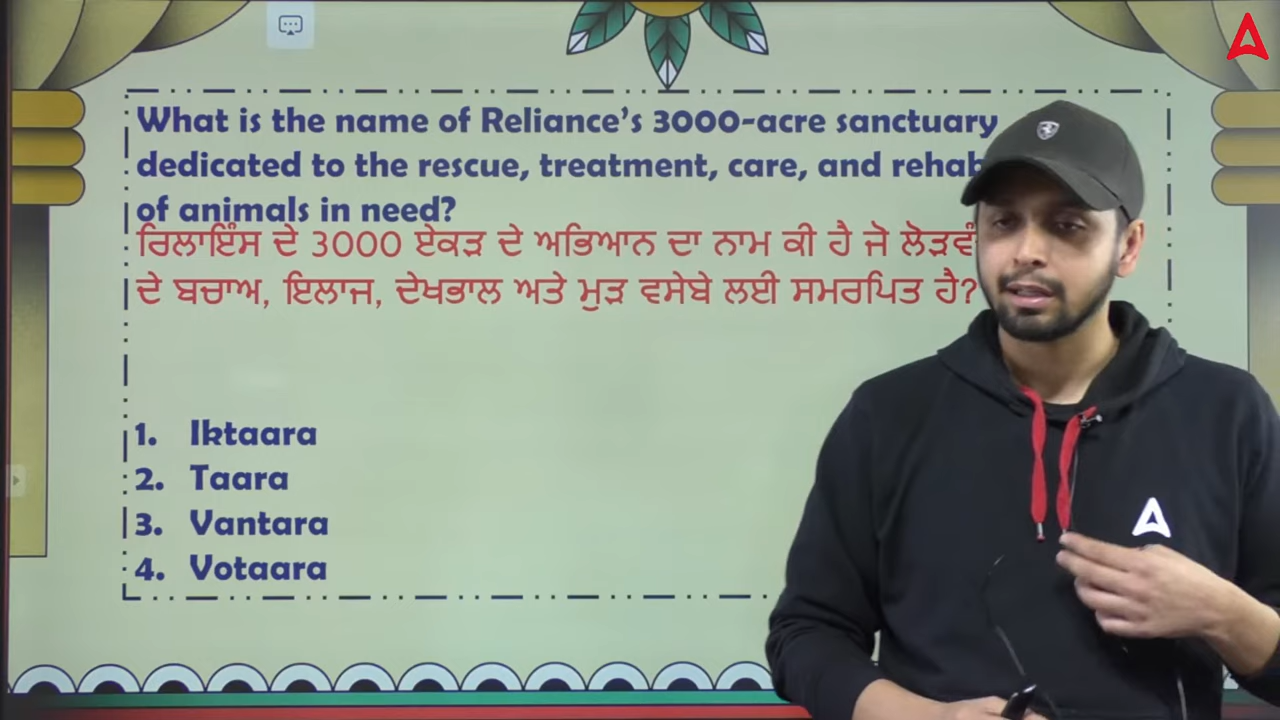 What is the name of Reliance's 3000-acre sanctuary
dedicated to the rescue, treatment, care, and rehab
of animals in need?
ਰਿਲਾਇੰਸ ਦੇ 3000 ਏਕੜ ਦੇ ਅਭਿਆਨ ਦਾ ਨਾਮ ਕੀ ਹੈ ਜੋ
ਦੇ ਬਚਾਅ, ਇਲਾਜ, ਦੇਖਭਾਲ ਅਤੇ ਮੁੜ ਵਸੇਬੇ ਲਈ ਸਮਰਪਿਤ ਹੈ?
1. Iktaara
2. Taara
3. Vantara
4. Votaara